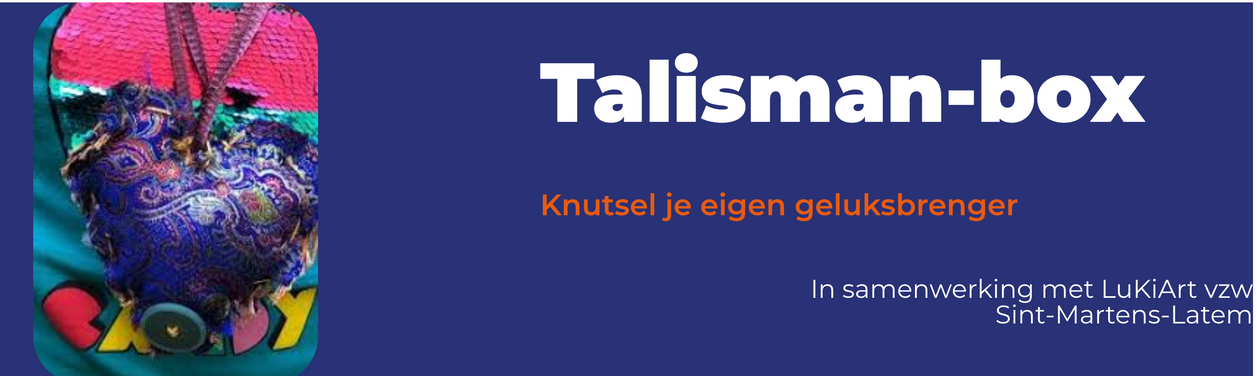 Talisman-box
Knutsel je eigen geluksbrenger
In samenwerking met LuKiArt vzw
Sint-Martens-Latem